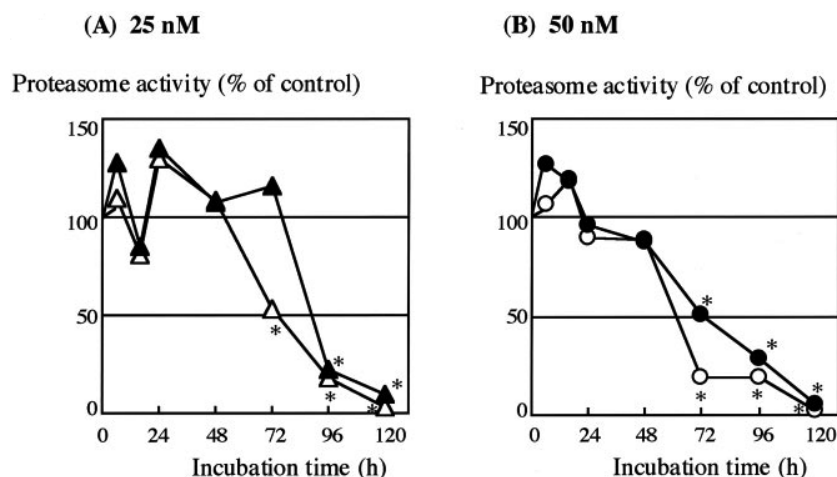 (A) 25 nM
Proteasome activity (% of control)
150
100
50
0
*
*
*
*
*
0 24 48 72 96 120
Incubation time (h)
(B) 50 nM
Proteasome activity (% of control)
150
100
50
0
*
*
*
*
*
*
0 24 48 72 96 120
Incubation time (h)